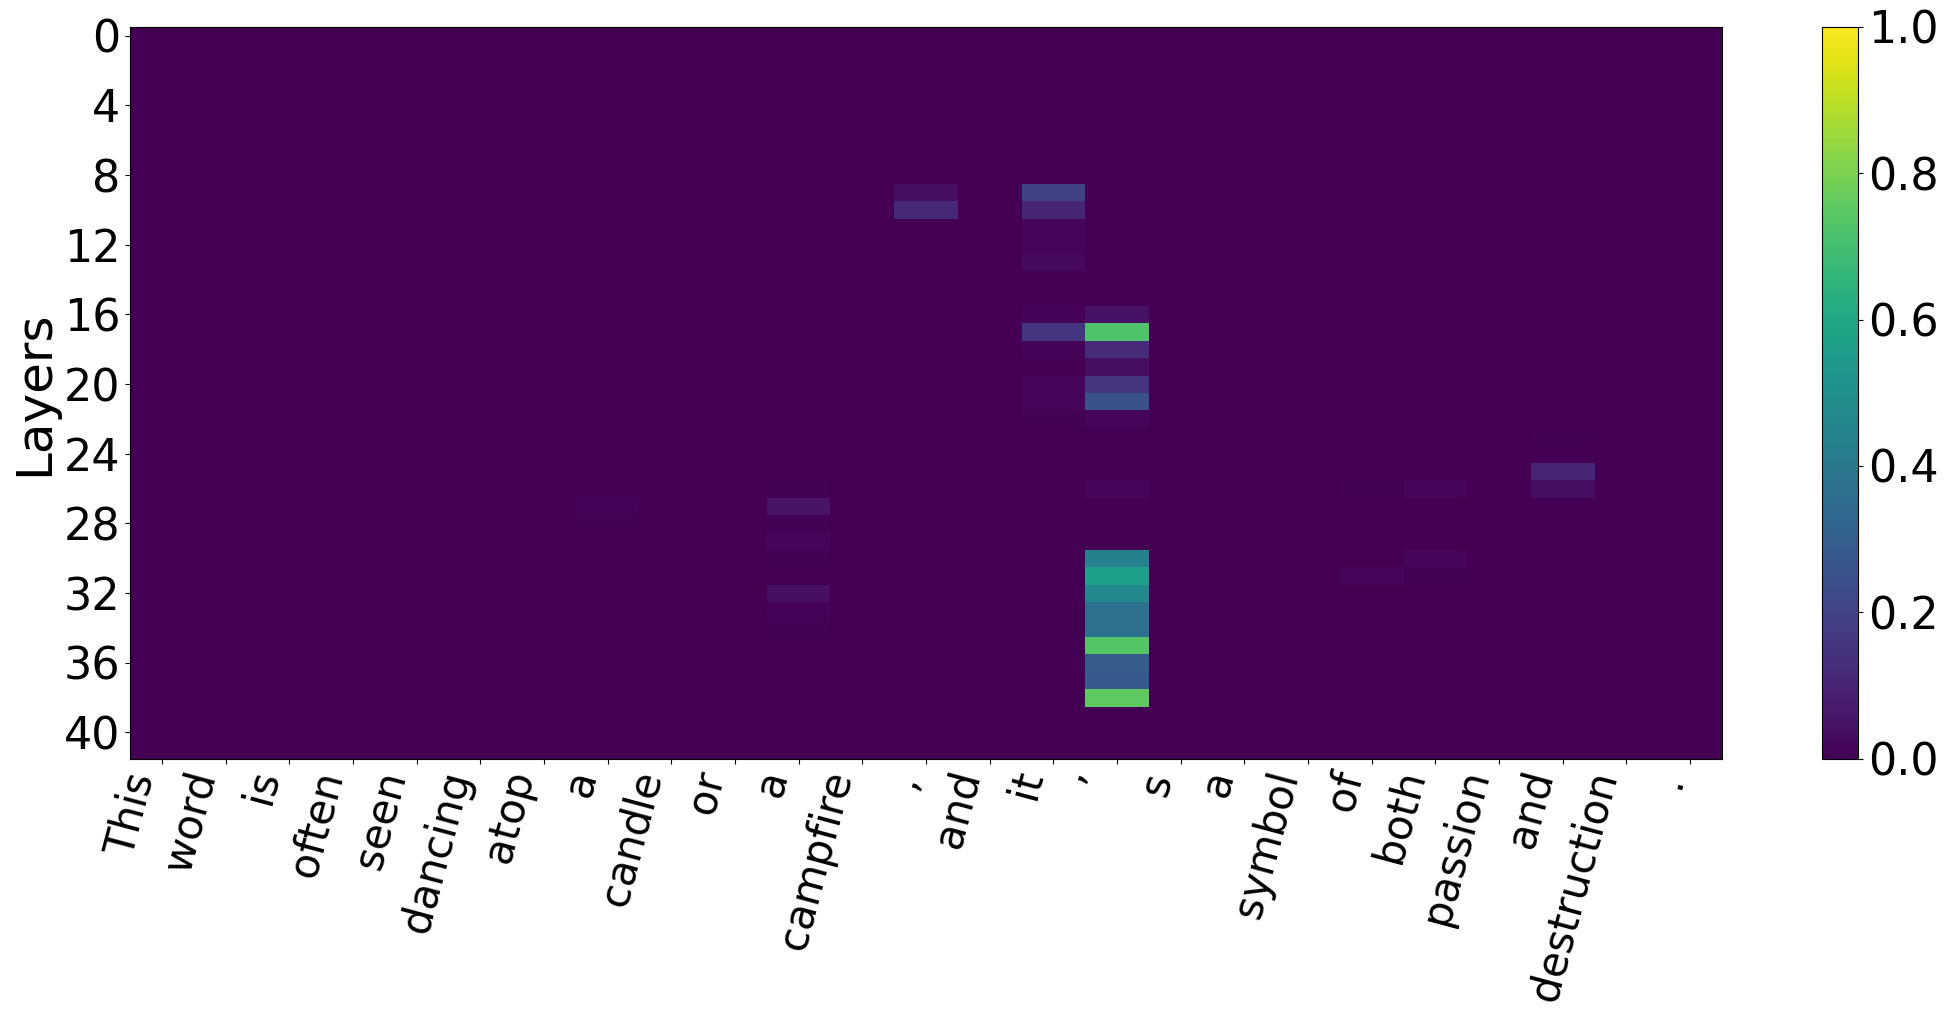 0
4
8
12
16
20
24
28
32
36
40
Layers
This
word
is
often
seen
dancing
atop
a
candle
or
a
campfire
,
and
it
’
s
a
symbol
of
both
passion
and
destruction
.
1.0
0.8
0.6
0.4
0.2
0.0